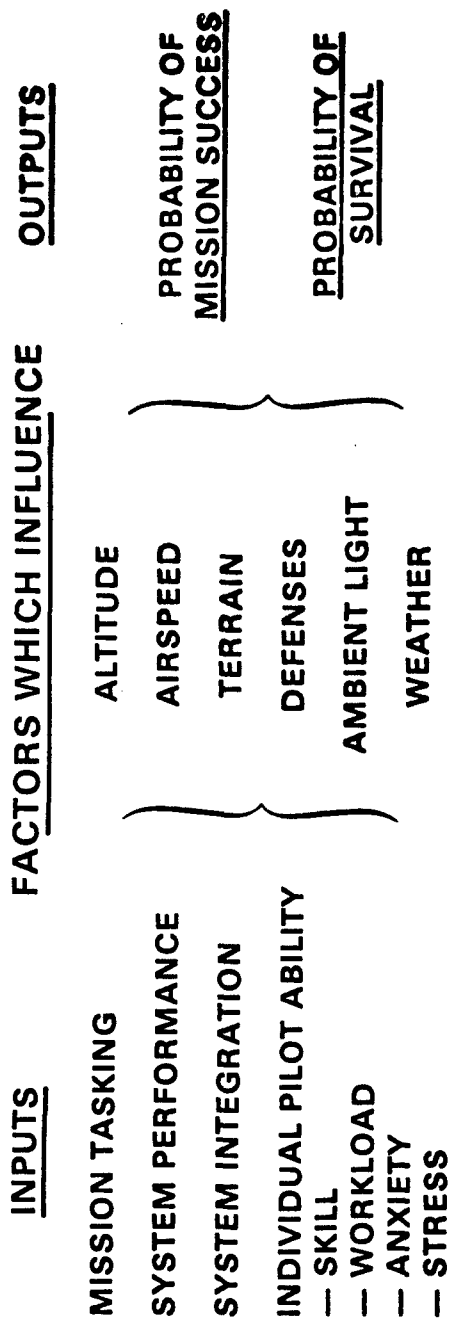 INPUTS
MISSION TASKING
SYSTEM PERFORMANCE
SYSTEM INTEGRATION
INDIVIDUAL PILOT ABILITY
— SKILL
— WORKLOAD
— ANXIETY
— STRESS
FACTORS WHICH INFLUENCE
ALTITUDE
AIRSPEED
TERRAIN
DEFENSES
AMBIENT LIGHT
WEATHER
OUTPUTS
PROBABILITY OF
MISSION SUCCESS
PROBABILITY OF
SURVIVAL